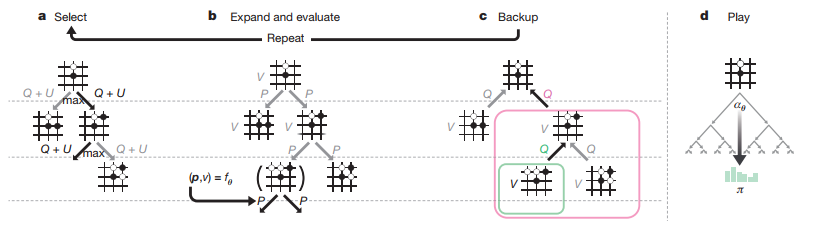 a Select
b Expand and evaluate
c Backup
d Play
Repeat
Q + U
max
Q + U
Q + U
max
Q + U
V
P
P
V
V
P
P
(p,v) = fθ
P
P
Q
Q
V
V
Q
Q
V
V
αθ
π